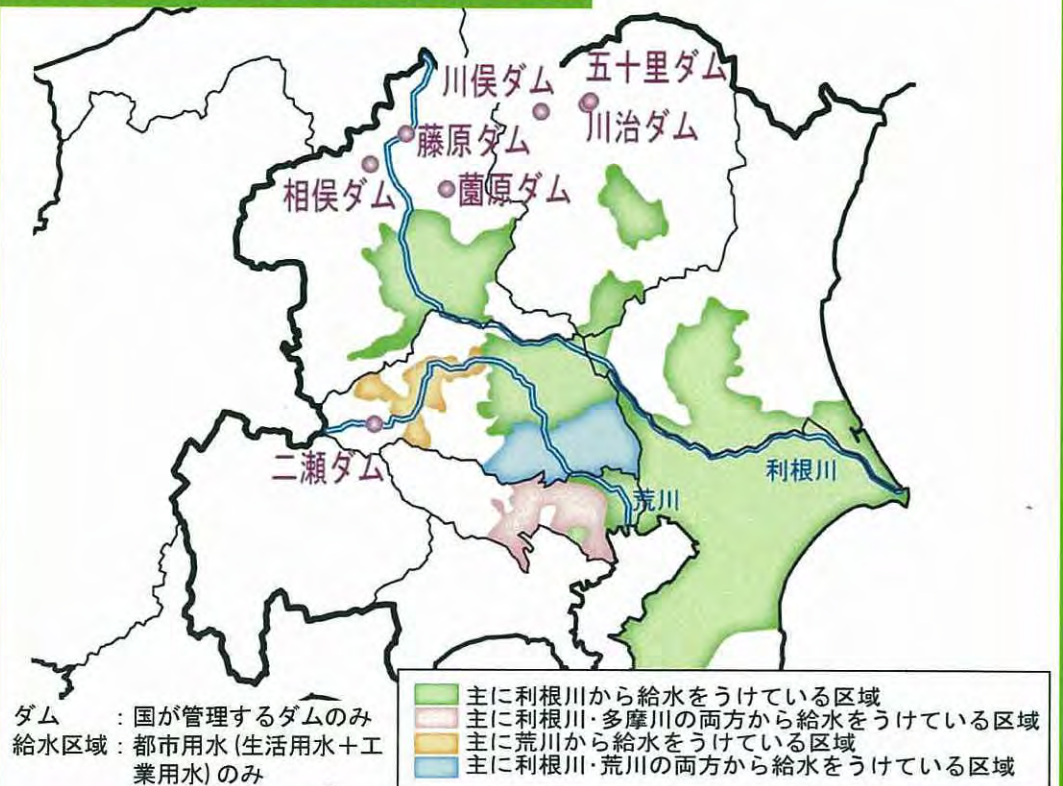 川俣ダム
五十里ダム
川治ダム
藤原ダム
相俣ダム
薗原ダム
二瀬ダム
利根川
荒川
ダム　　：国が管理するダムのみ
給水区域：都市用水(生活用水＋工
業用水)のみ
主に利根川から給水をうけている区域
主に利根川・多摩川の両方から給水をうけている区域
主に荒川から給水をうけている区域
主に利根川・荒川の両方から給水をうけている区域